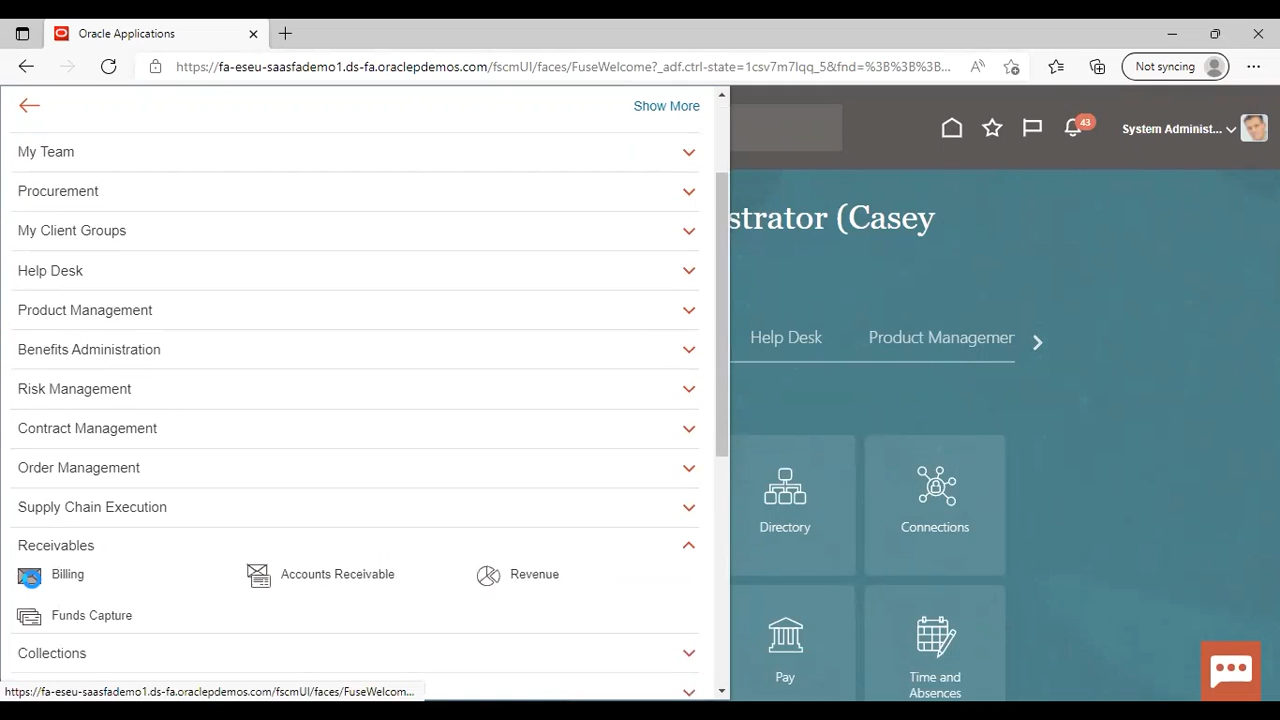 Oracle Applications
https://fa-eseu-saasfademo1.ds-fa.oraclepdemos.com/fscmUI/faces/FuseWelcome?_adf.ctrl-state=1csv7m7lqq_5&fnd=%3B%3B%3B%3B...
Not syncing
Show More
43
System Administ...
My Team
Procurement
strator (Casey
My Client Groups
Help Desk
Product Management
Help Desk
Product Managemer
Benefits Administration
Risk Management
Contract Management
Order Management
Supply Chain Execution
Directory
Connections
Receivables
Billing
Accounts Receivable
Revenue
Funds Capture
Collections
Pay
Time and
Absences
https://fa-eseu-saasfademo1.ds-fa.oraclepdemos.com/fscmUI/faces/FuseWelcom...